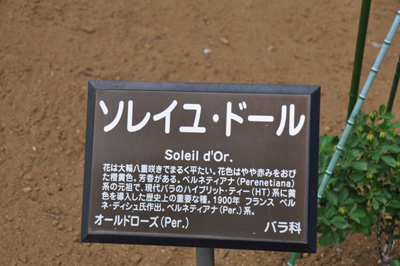 ソレイユ・ドール
Soleil d'Or.
花は大輪八重咲きでまるく平たい。花色はやや赤みをおび
た橙黄色。芳香がある。ペルネティアナ(Perenetiana)
系の元祖で、現代バラのハイブリット・ティー(HT)系に黄
色を導入した歴史上の重要な種。1900年 フランス ペル
ネ・ディシュ氏作出。ペルネティアナ(Per.)系。
オールドローズ(Per.)
バラ科